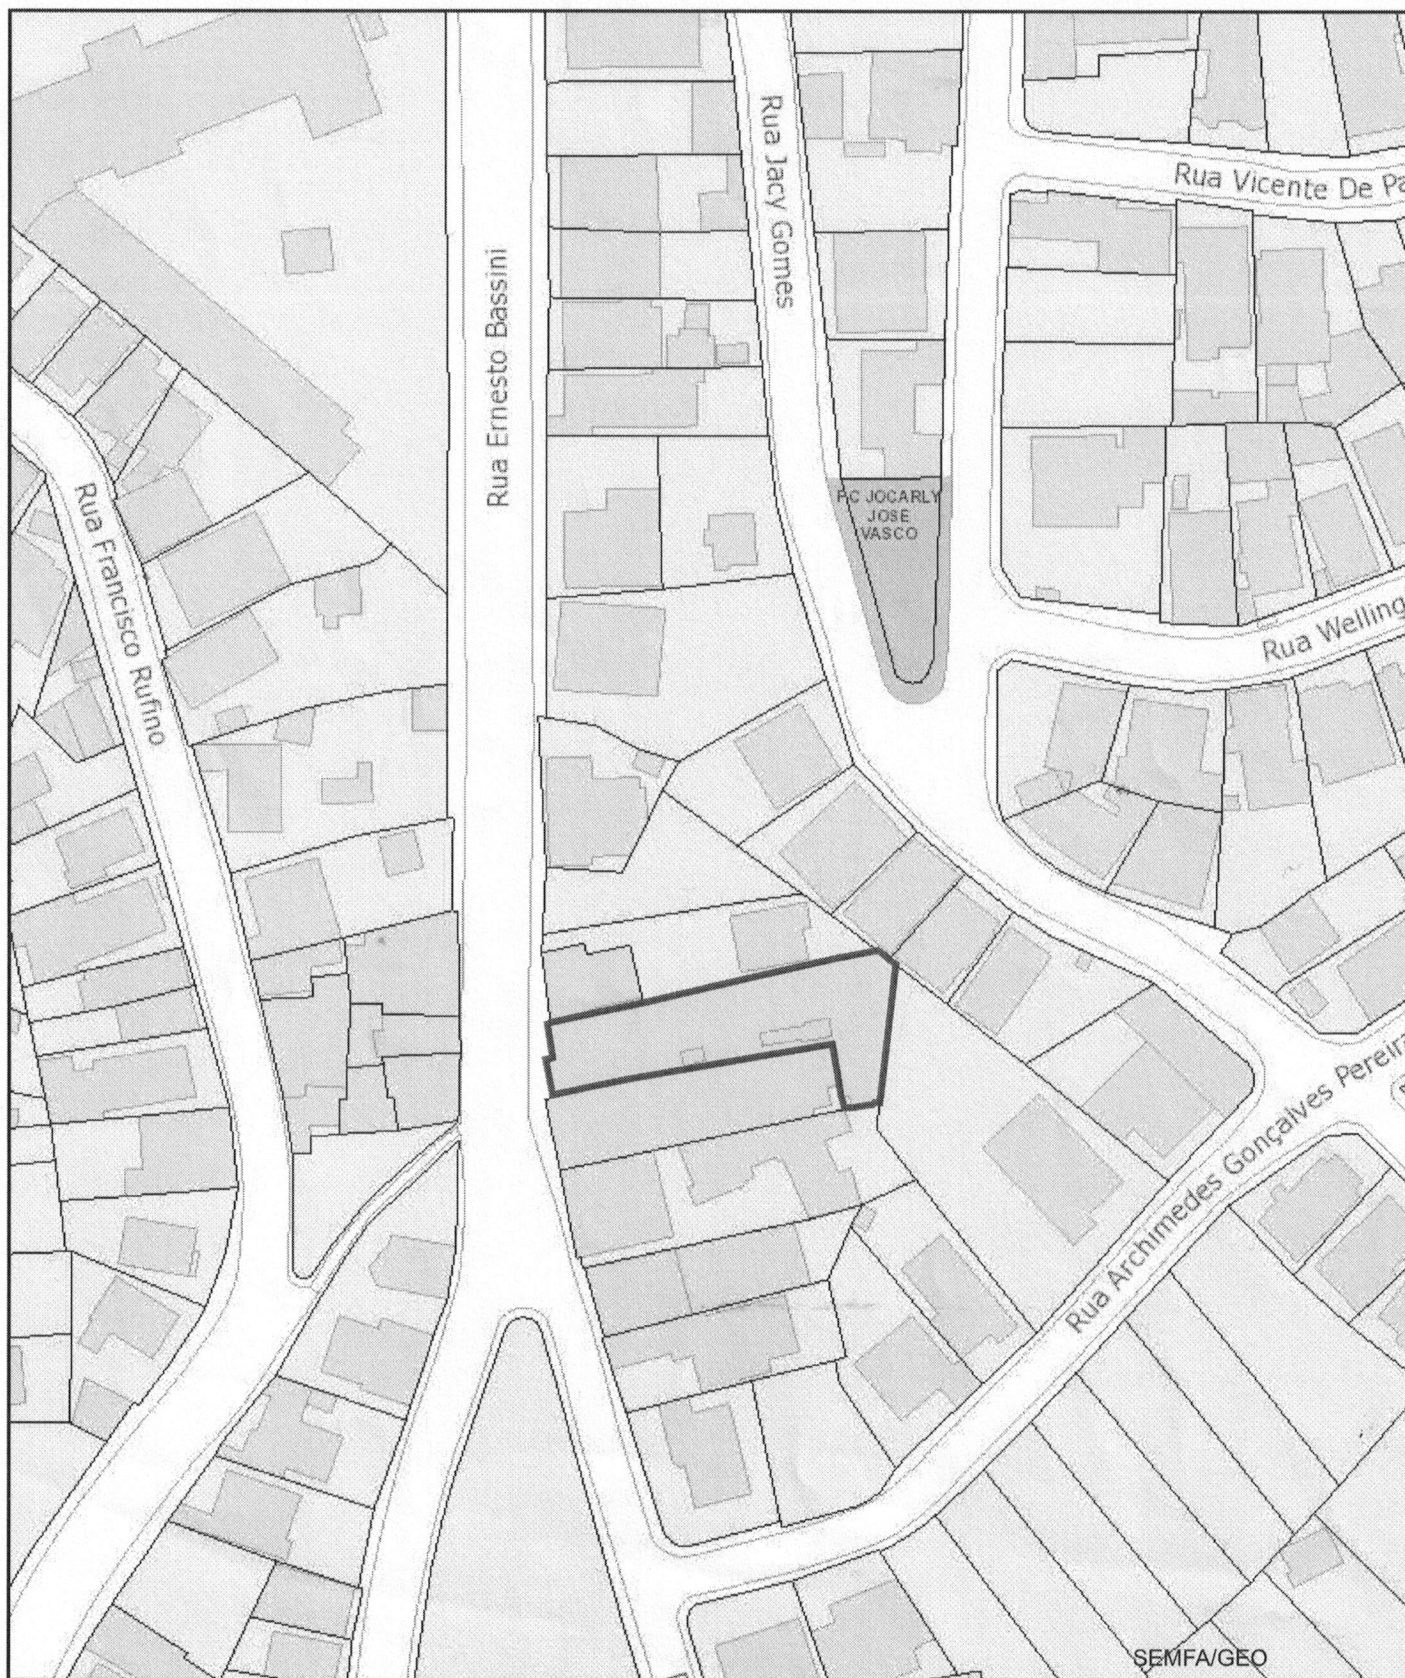 Rua Jacy Gomes
Rua Vicente De Pa
Rua Ernesto Bassini
Rua Francisco Rufino
PC JOCARLY
JOSE
VASCO
Rua Welling
Rua Archimedes Gonçalves Pereira
SEMFA/GEO